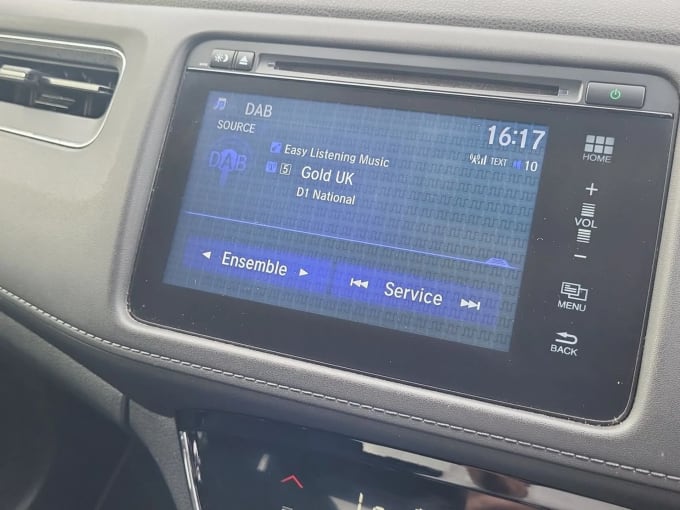 DAB
16:17
SOURCE
DAB
Easy Listening Music
TEXT
10
5
Gold UK
D1 National
Ensemble
Service
HOME
+
VOL
−
MENU
BACK